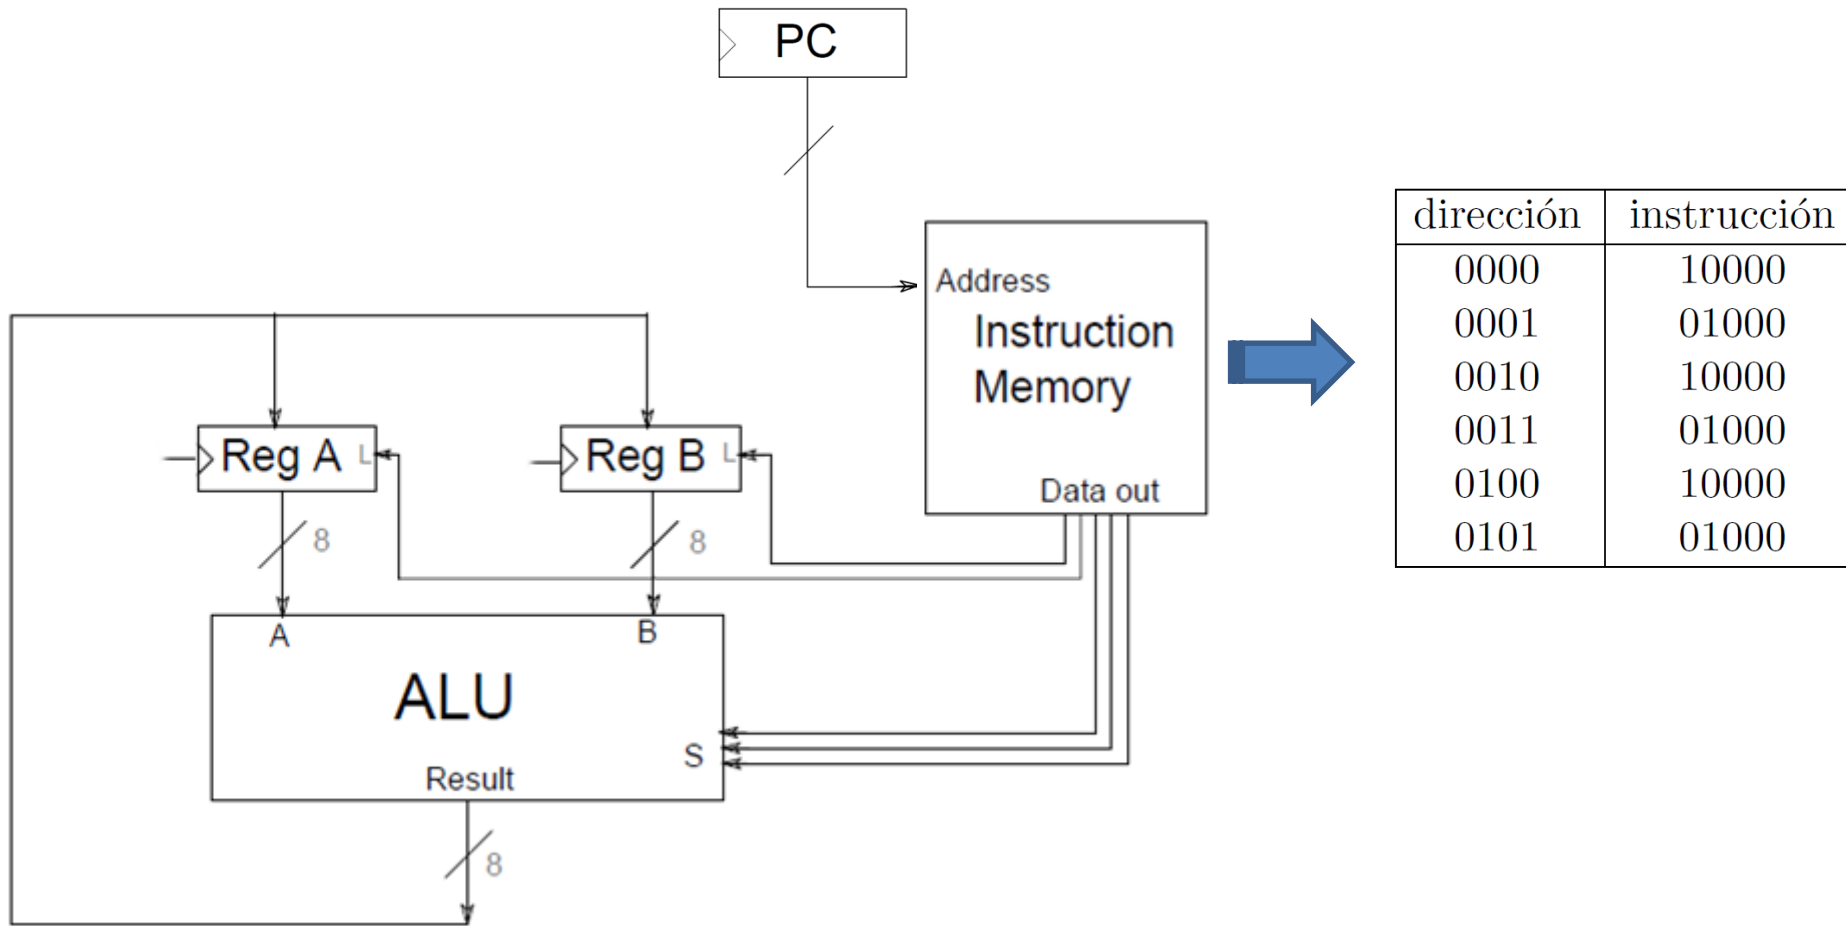 PC
Address
Instruction
Memory
Data out
Reg A L
Reg B L
8
8
A
B
ALU
S
Result
8
dirección instrucción
0000 10000
0001 01000
0010 10000
0011 01000
0100 10000
0101 01000